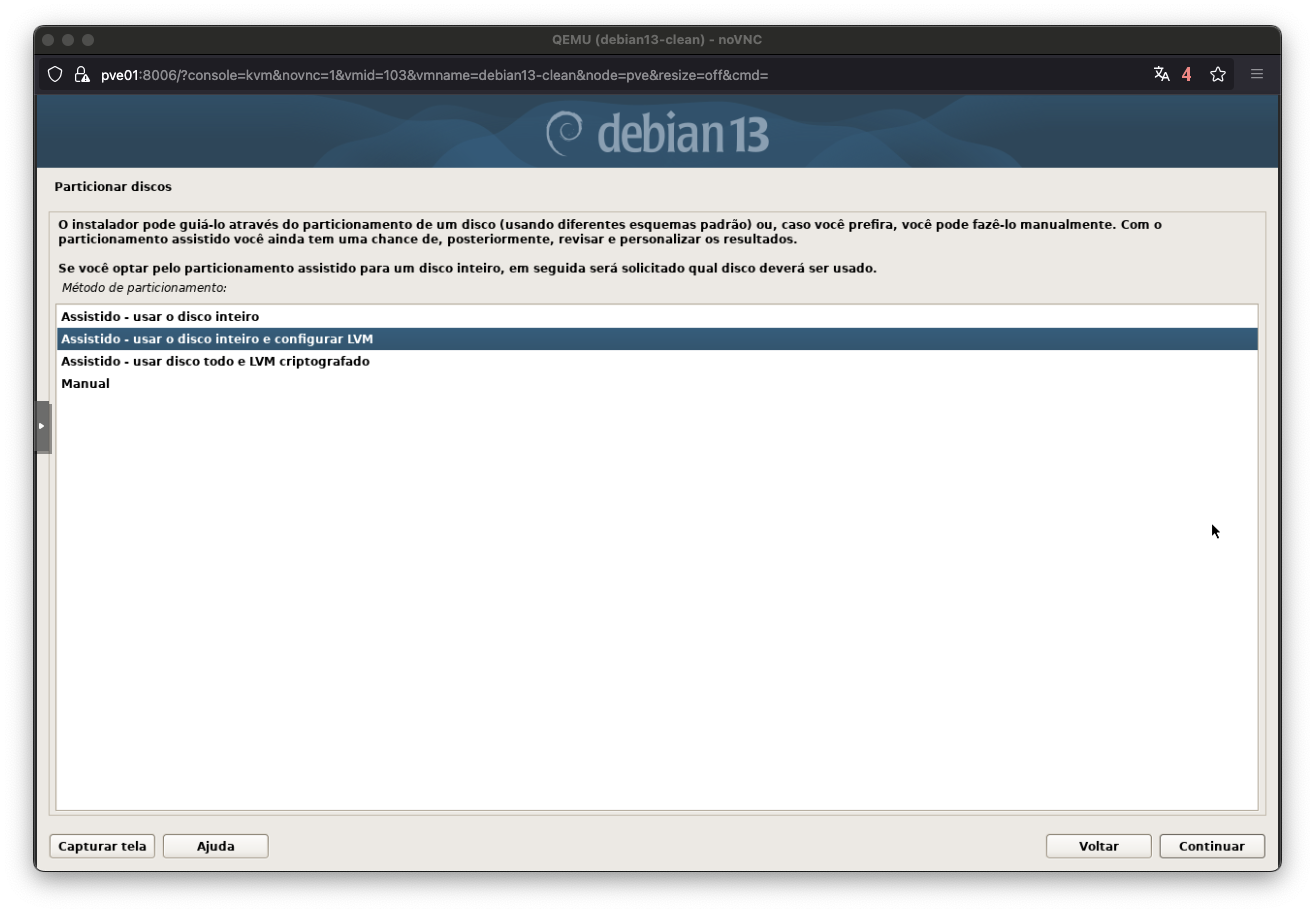 QEMU (debian13-clean) - noVNC
pve01:8006/?console=kvm&novnc=1&vmid=103&vmname=debian13-clean&node=pve&resize=off&cmd=
4
debian 13
Particionar discos
O instalador pode guiá-lo através do particionamento de um disco (usando diferentes esquemas padrão) ou, caso você prefira, você pode fazê-lo manualmente. Com o
particionamento assistido você ainda tem uma chance de, posteriormente, revisar e personalizar os resultados.
Se você optar pelo particionamento assistido para um disco inteiro, em seguida será solicitado qual disco deverá ser usado.
Método de particionamento:
Assistido - usar o disco inteiro
Assistido - usar o disco inteiro e configurar LVM
Assistido - usar disco todo e LVM criptografado
Manual
Capturar tela
Ajuda
Voltar
Continuar